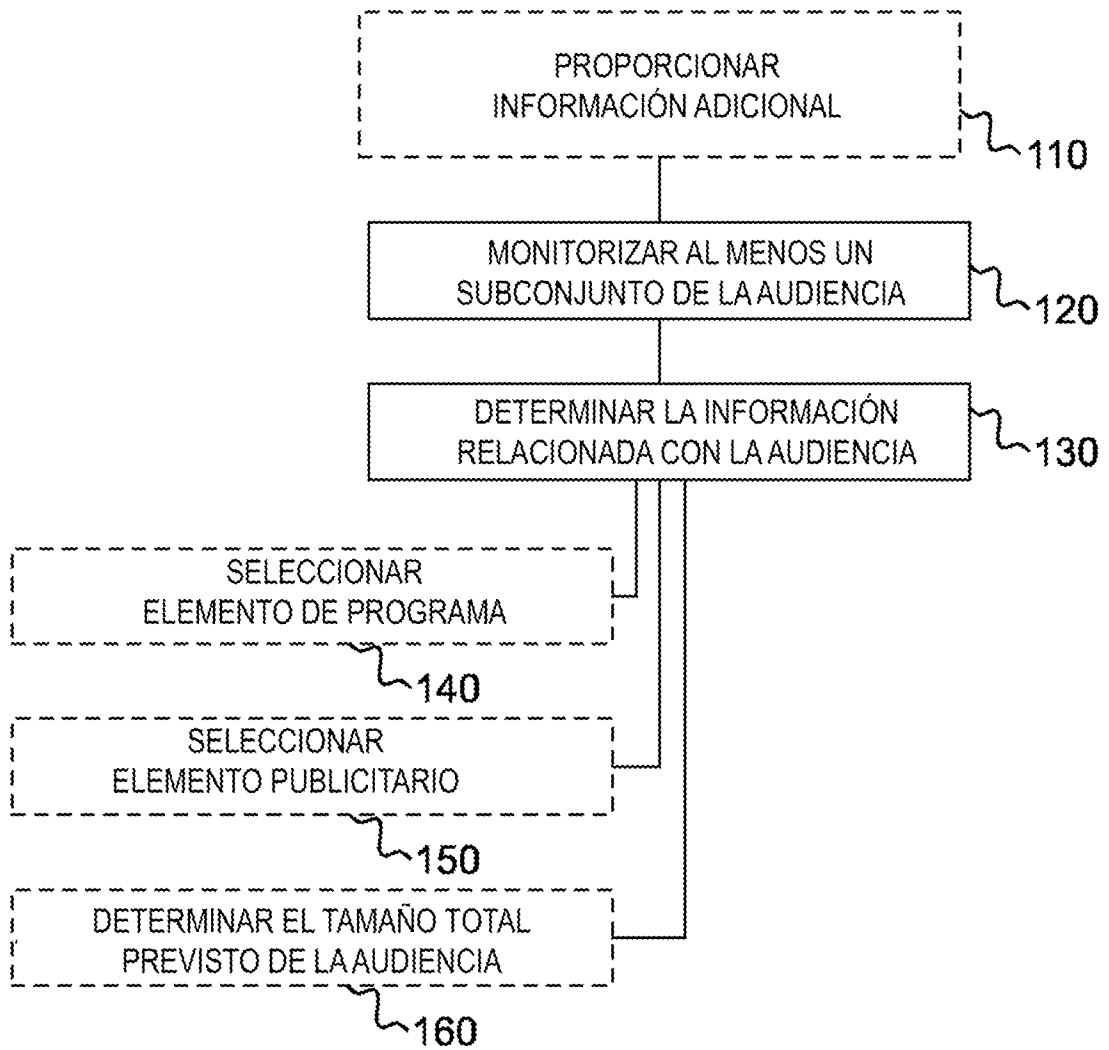 PROPORCIONAR
INFORMACIÓN ADICIONAL
110
MONITORIZAR AL MENOS UN
SUBCONJUNTO DE LA AUDIENCIA
120
DETERMINAR LA INFORMACIÓN
RELACIONADA CON LA AUDIENCIA
130
SELECCIONAR
ELEMENTO DE PROGRAMA
140
SELECCIONAR
ELEMENTO PUBLICITARIO
150
DETERMINAR EL TAMAÑO TOTAL
PREVISTO DE LA AUDIENCIA
160